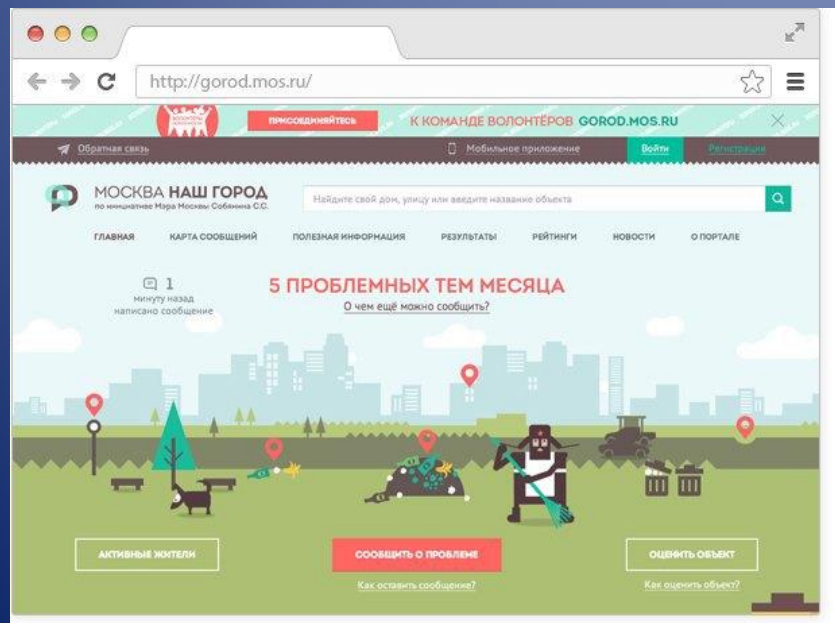 http://gorod.mos.ru/
ПРИСОЕДИНЯЙТЕСЬ К КОМАНДЕ ВОЛОНТЁРОВ GOROD.MOS.RU
Обратная связь Мобильное приложение Войти Регистрация
МОСКВА НАШ ГОРОД
по инициативе Мэра Москвы Собянина С.С.
Найдите свой дом, улицу или введите название объекта
ГЛАВНАЯ КАРТА СООБЩЕНИЙ ПОЛЕЗНАЯ ИНФОРМАЦИЯ РЕЗУЛЬТАТЫ РЕЙТИНГИ НОВОСТИ О ПОРТАЛЕ
1
минуту назад
написано сообщение
5 ПРОБЛЕМНЫХ ТЕМ МЕСЯЦА
О чем ещё можно сообщить?
АКТИВНЫЕ ЖИТЕЛИ СООБЩИТЬ О ПРОБЛЕМЕ ОЦЕНИТЬ ОБЪЕКТ
Как оставить сообщение? Как оценить объект?